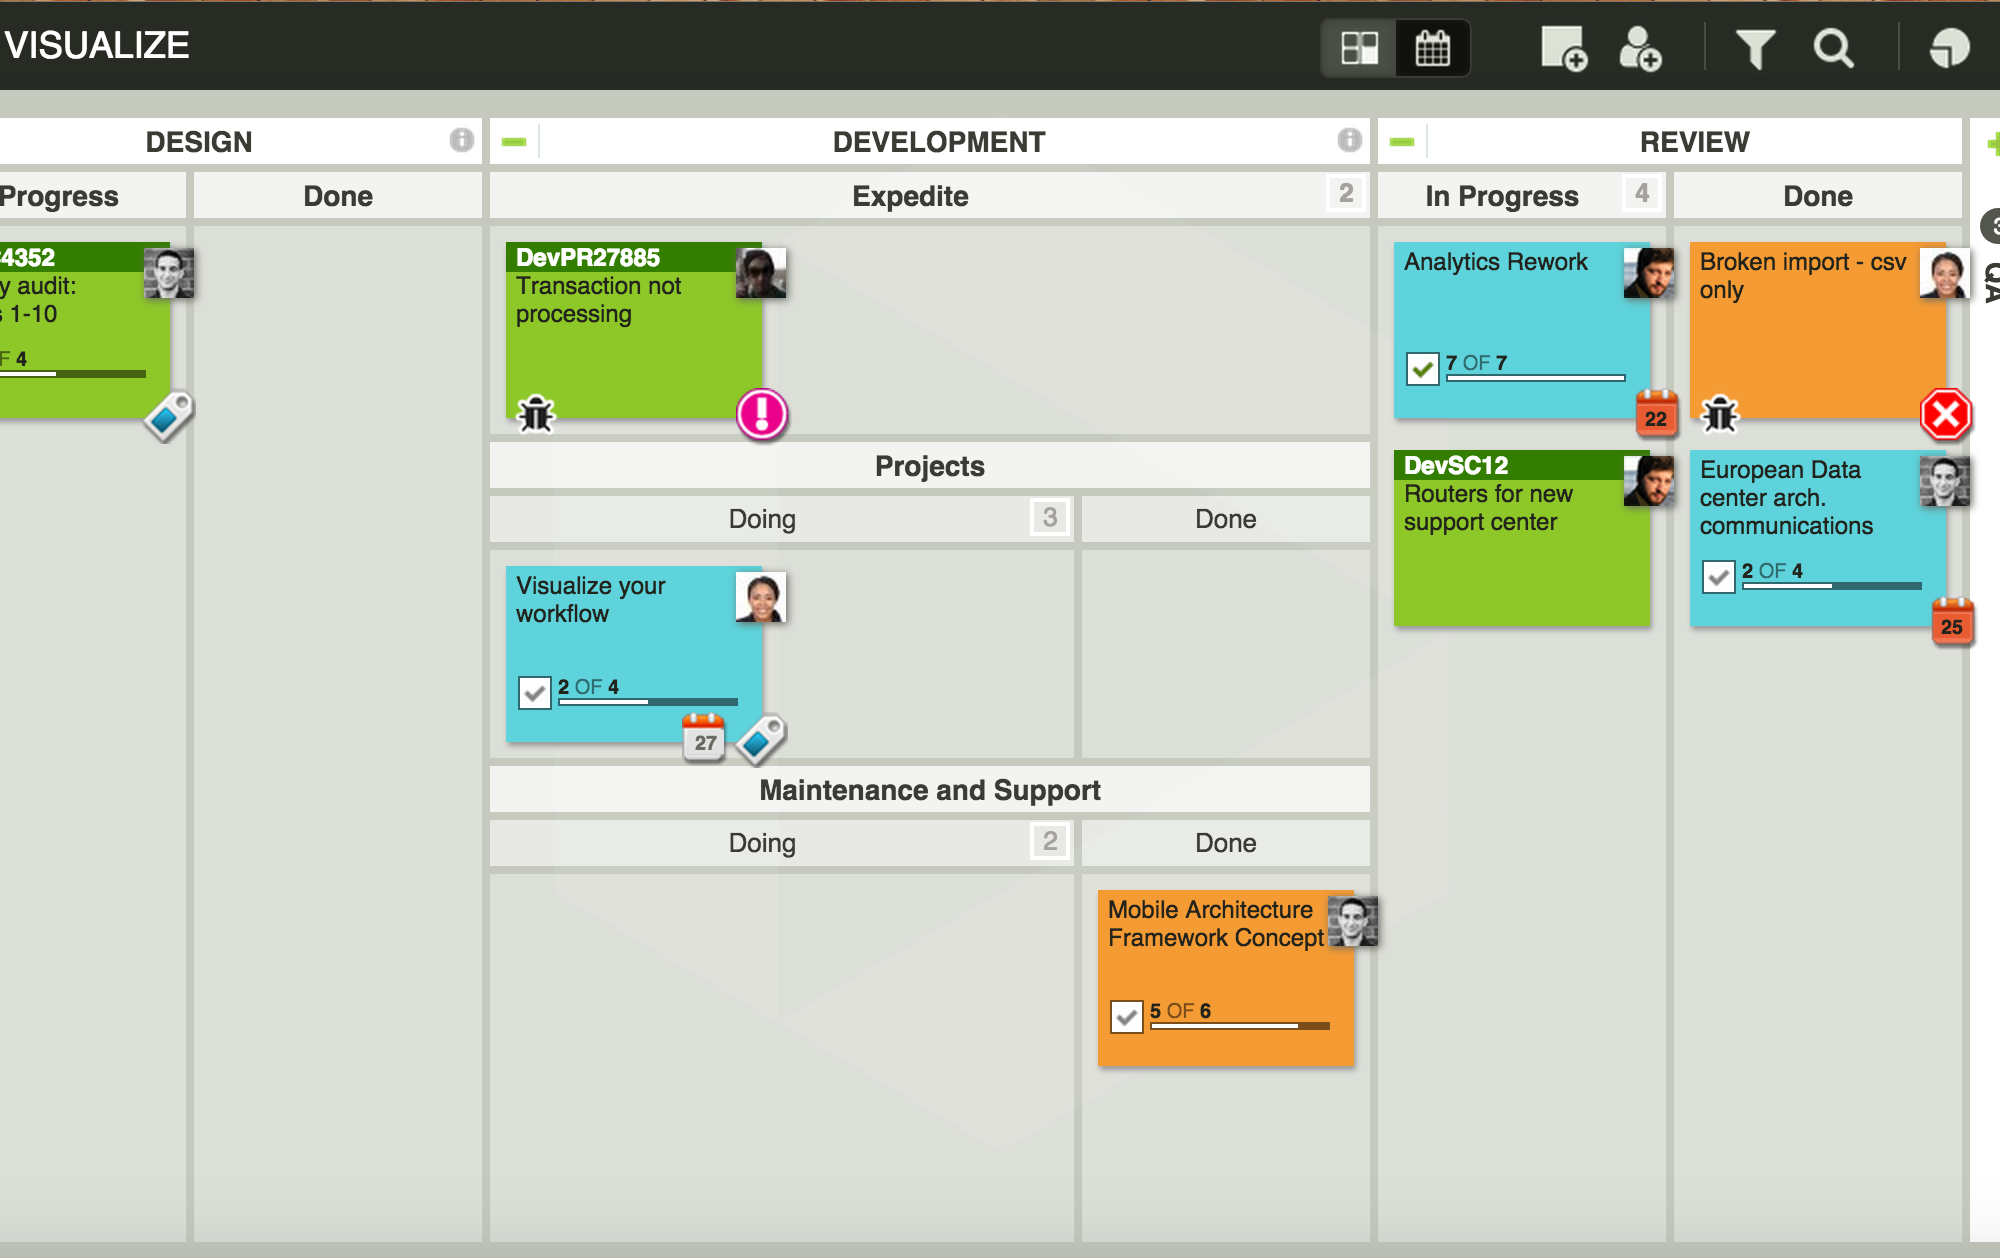 VISUALIZE
DESIGN
DEVELOPMENT
REVIEW
Progress
Done
Expedite
2
In Progress
4
Done
4352
y audit:
s 1-10
F 4
DevPR27885
Transaction not
processing
Projects
Doing
3
Done
Visualize your
workflow
2 OF 4
27
Maintenance and Support
Doing
2
Done
Mobile Architecture
Framework Concept
5 OF 6
Analytics Rework
7 OF 7
22
DevSC12
Routers for new
support center
Broken import - csv
only
European Data
center arch.
communications
2 OF 4
25
3
QA